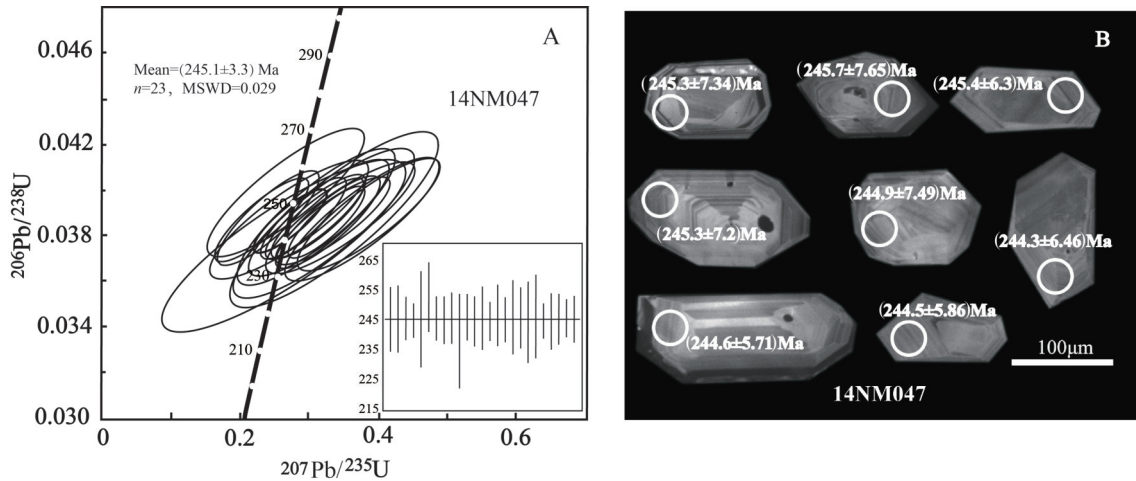 A
Mean=(245.1±3.3) Ma
n=23, MSWD=0.029
14NM047
0.046
0.042
0.038
0.034
0.030
²⁰⁶Pb/²³⁸U
290
270
250
230
210
265
255
245
235
225
215
0
0.2
0.4
0.6
²⁰⁷Pb/²³⁵U
B
(245.3±7.34)Ma
(245.7±7.65)Ma
(245.4±6.3)Ma
(245.3±7.2)Ma
(244.9±7.49)Ma
(244.3±6.46)Ma
(244.6±5.71)Ma
(244.5±5.86)Ma
100μm
14NM047